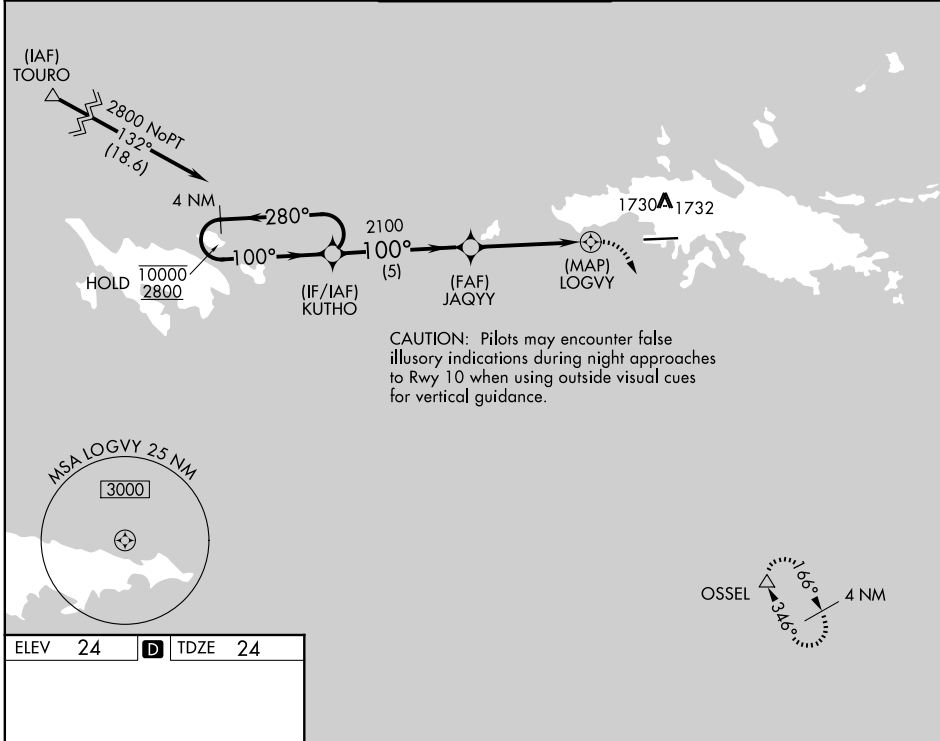 (IAF)
TOURO
2800 NoPT
132°
(18.6)
4 NM
280°
100°
HOLD
10000
2800
(IF/IAF)
KUTHO
2100
100°
(5)
(FAF)
JAQYY
(MAP)
LOGVY
1730
1732
CAUTION: Pilots may encounter false
illusory indications during night approaches
to Rwy 10 when using outside visual cues
for vertical guidance.
MSA LOGVY 25 NM
3000
OSSEL
166°
346°
4 NM
ELEV 24 D TDZE 24